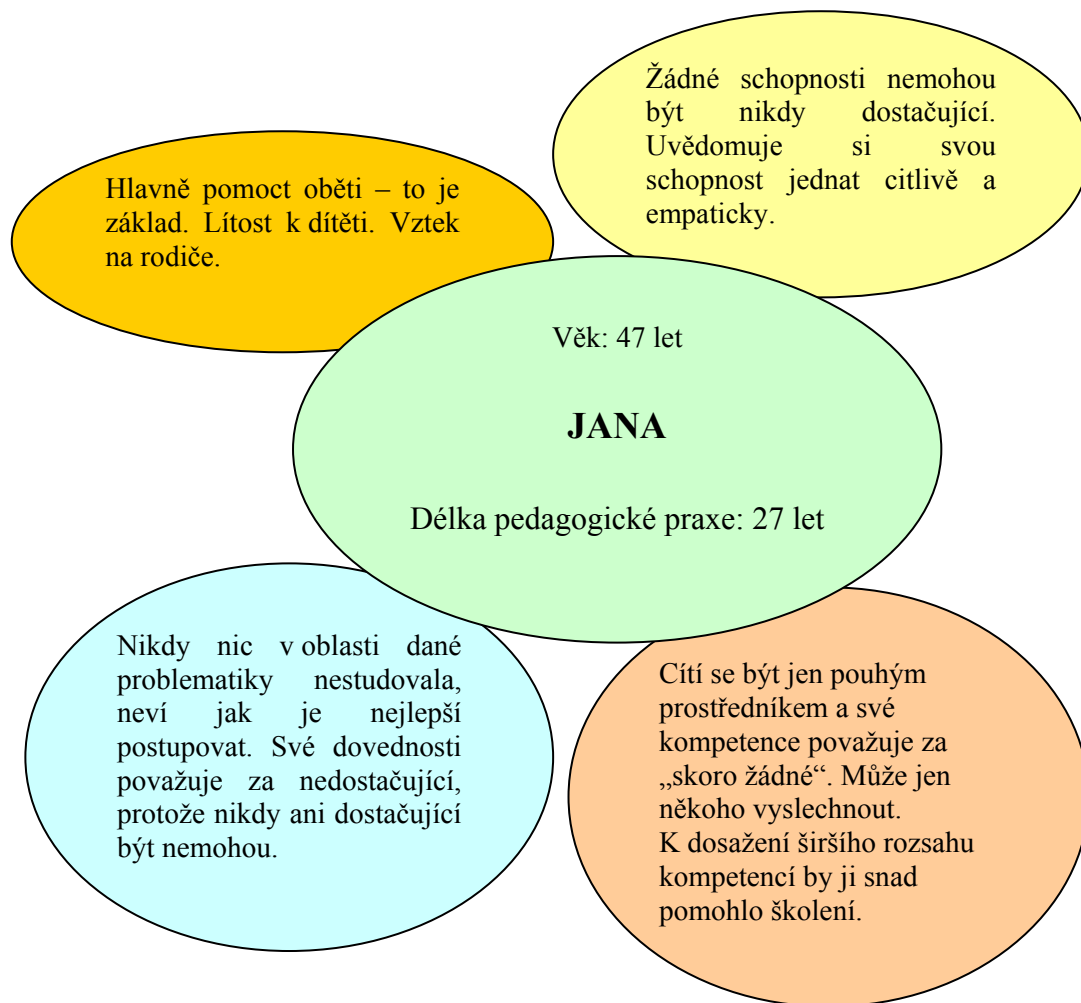 Žádné schopnosti nemohou
být nikdy dostačující.
Uvědomuje si svou
schopnost jednat citlivě a
empaticky.
Hlavně pomoct oběti – to je
základ. Lítost k dítěti. Vztek
na rodiče.
Věk: 47 let
JANA
Délka pedagogické praxe: 27 let
Nikdy nic v oblasti dané
problematiky nestudovala,
neví jak je nejlepší
postupovat. Své dovednosti
považuje za nedostačující,
protože nikdy ani dostačující
být nemohou.
Cítí se být jen pouhým
prostředníkem a své
kompetence považuje za
„skoro žádné“. Může jen
někoho vyslechnout.
K dosažení širšího rozsahu
kompetencí by ji snad
pomohlo školení.